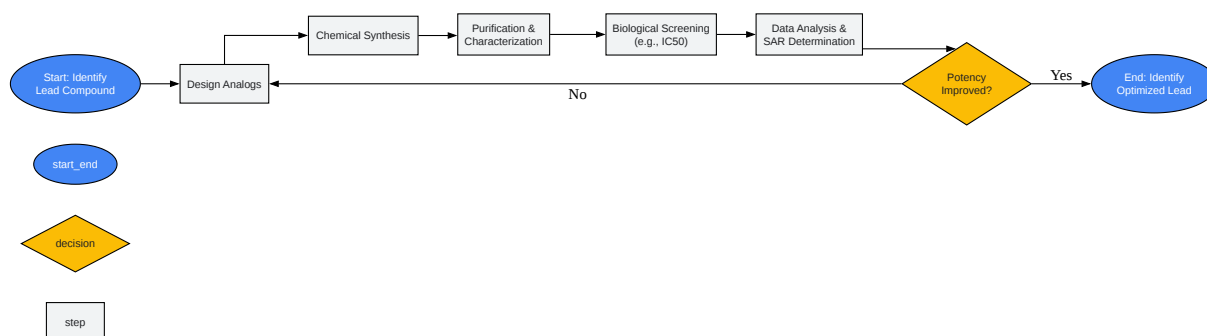 Start: Identify
Lead Compound
Design Analogs
Chemical Synthesis
Purification &
Characterization
Biological Screening
(e.g., IC50)
Data Analysis &
SAR Determination
Potency
Improved?
Yes
End: Identify
Optimized Lead
No
start_end
decision
step